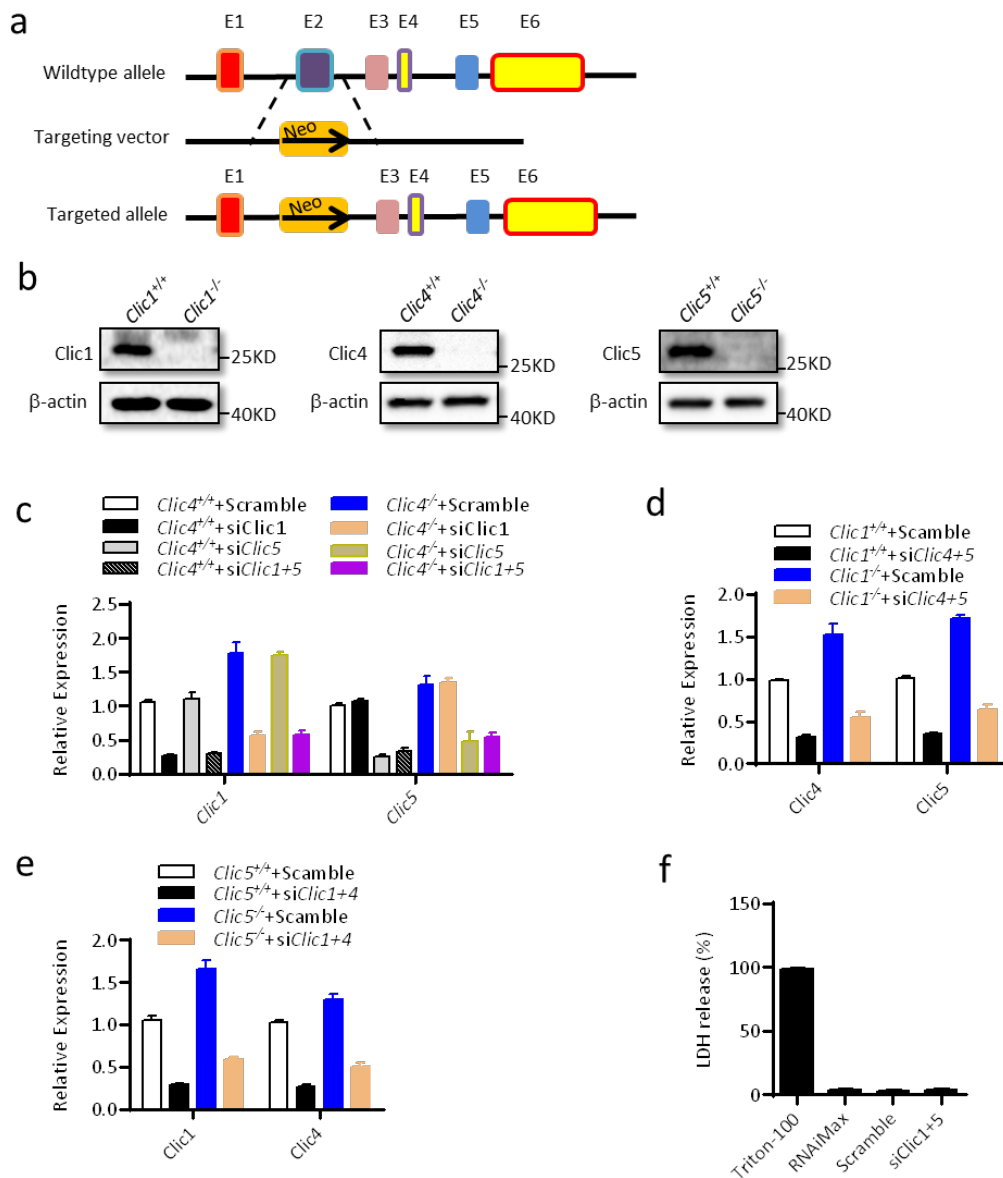 a
E1 E2 E3 E4 E5 E6
Wildtype allele
Targeting vector
Neo
E1 E3 E4 E5 E6
Targeted allele
Neo
b
Clic1+/+ Clic1-/-
Clic1
25KD
β-actin
40KD
Clic4+/+ Clic4-/-
Clic4
25KD
β-actin
40KD
Clic5+/+ Clic5-/-
Clic5
25KD
β-actin
40KD
c
Clic4+/++Scramble
Clic4+/++siClic1
Clic4+/++siClic5
Clic4+/++siClic1+5
Clic4-/-+Scramble
Clic4-/-+siClic1
Clic4-/-+siClic5
Clic4-/-+siClic1+5
Relative Expression
2.5
2.0
1.5
1.0
0.5
0.0
Clic1 Clic5
d
Clic1+/++Scamble
Clic1+/++siClic4+5
Clic1-/-+Scamble
Clic1-/-+siClic4+5
Relative Expression
2.0
1.5
1.0
0.5
0.0
Clic4 Clic5
e
Clic5+/++Scamble
Clic5+/++siClic1+4
Clic5-/-+Scamble
Clic5-/-+siClic1+4
Relative Expression
2.0
1.5
1.0
0.5
0.0
Clic1 Clic4
f
LDH release (%)
150
100
50
0
Triton-100
RNAiMax
Scramble
siClic1+5